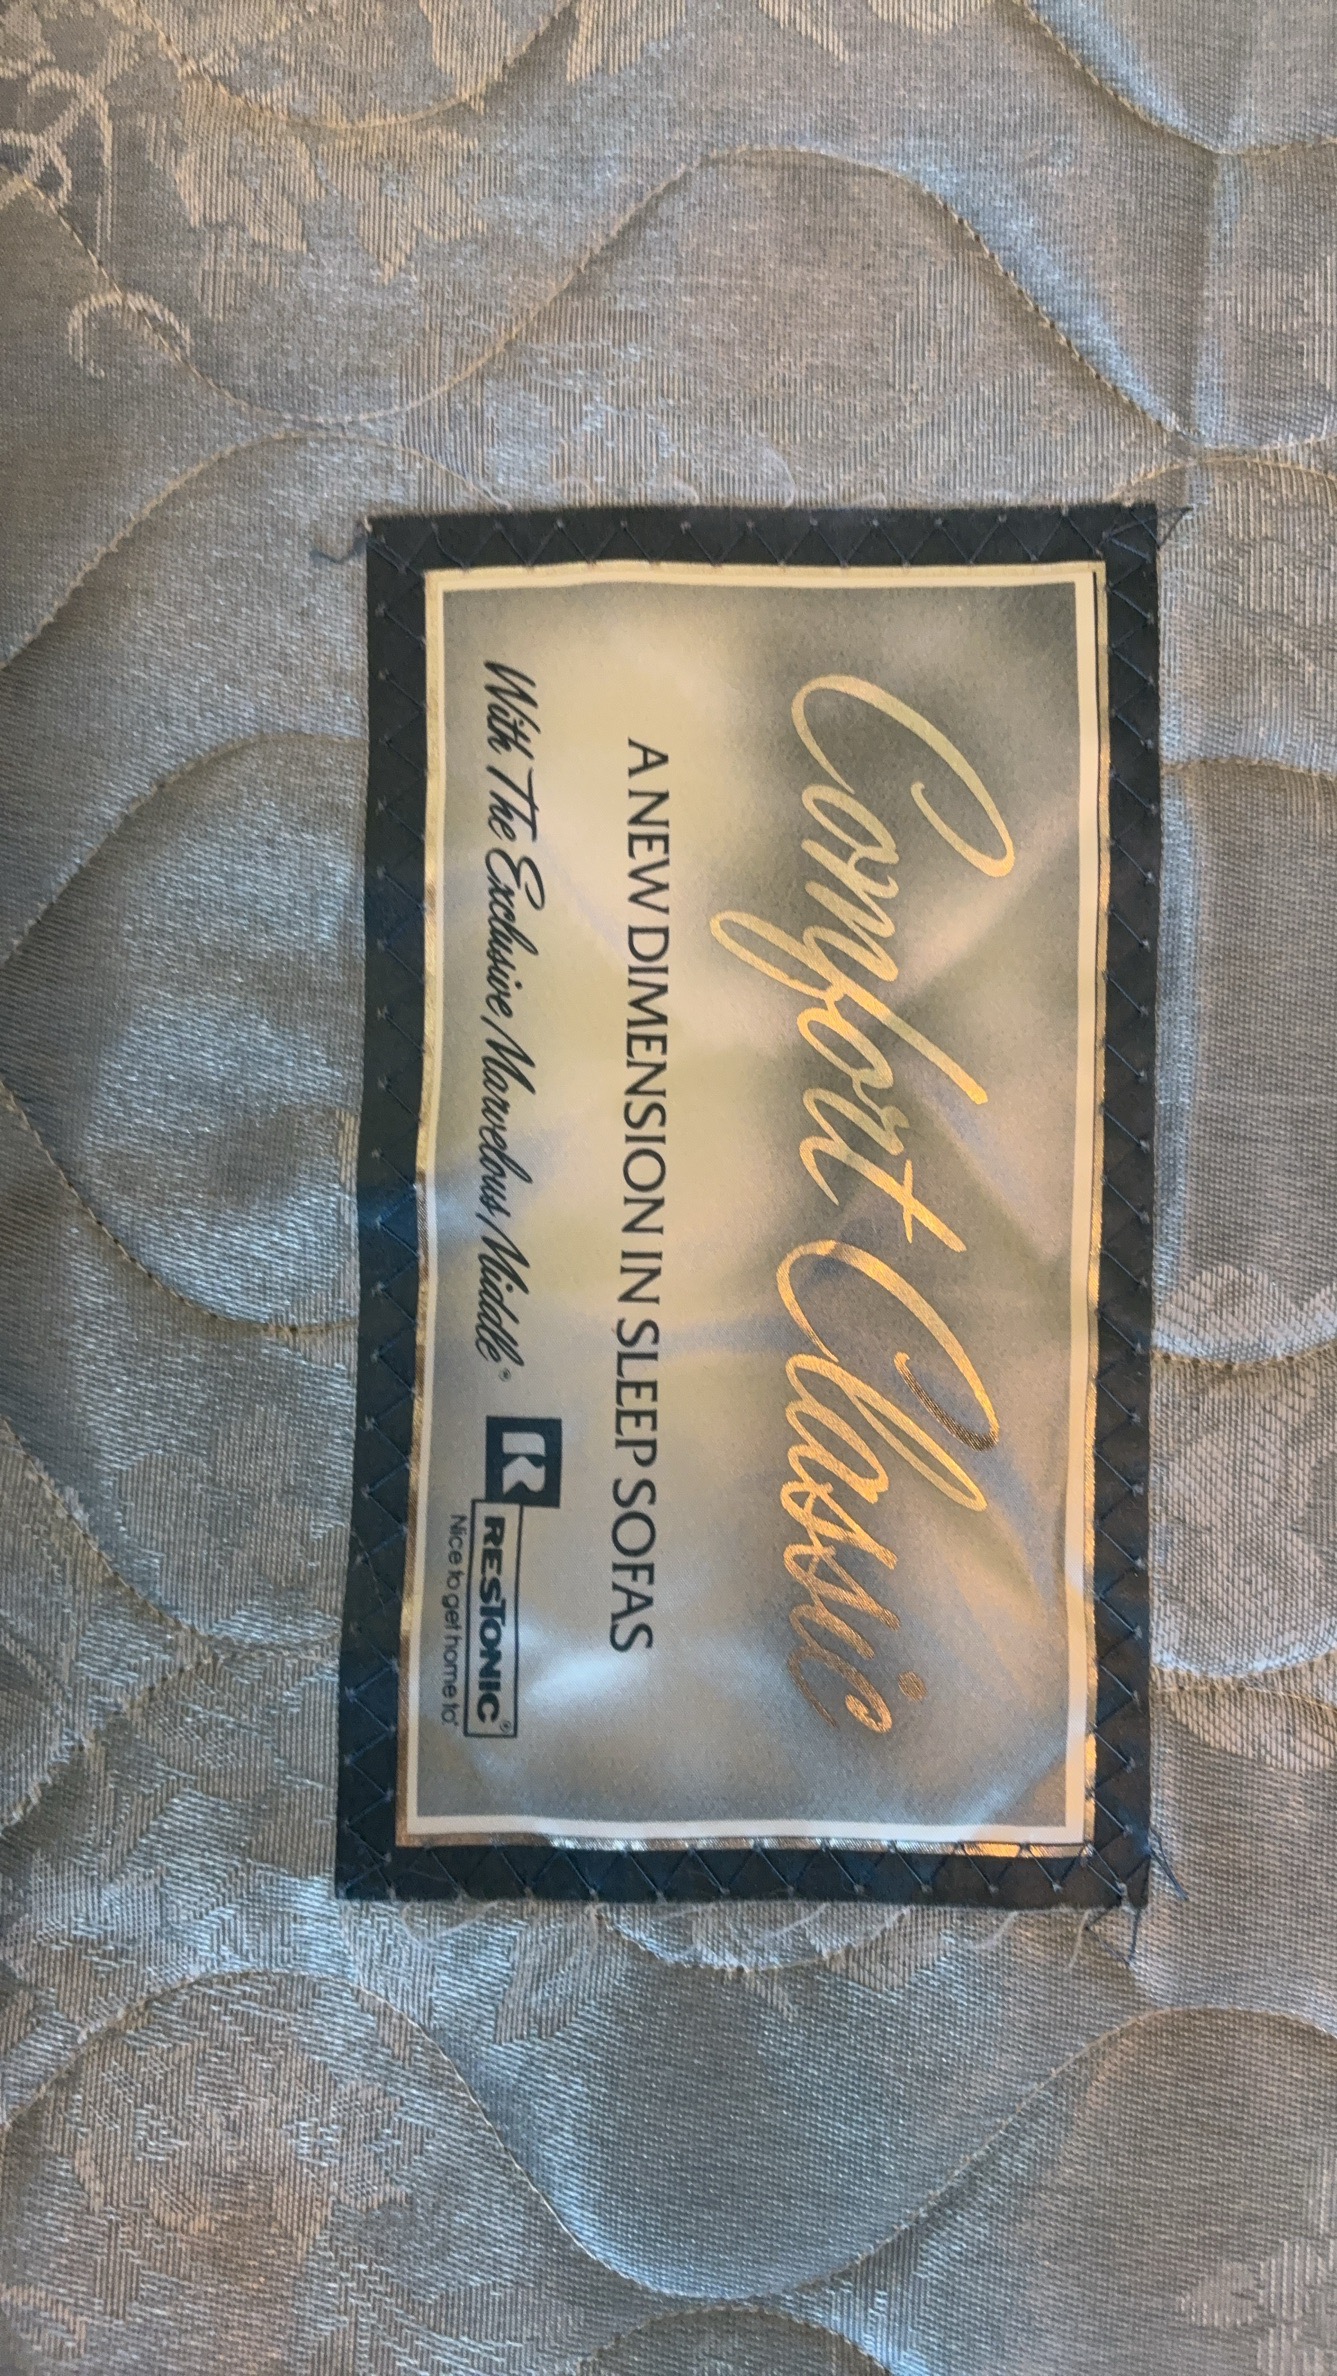 Comfort Classic
A NEW DIMENSION IN SLEEP SOFAS
With The Exclusive Marvelous Middle®
R
RESTONIC®
Nice to get home to.